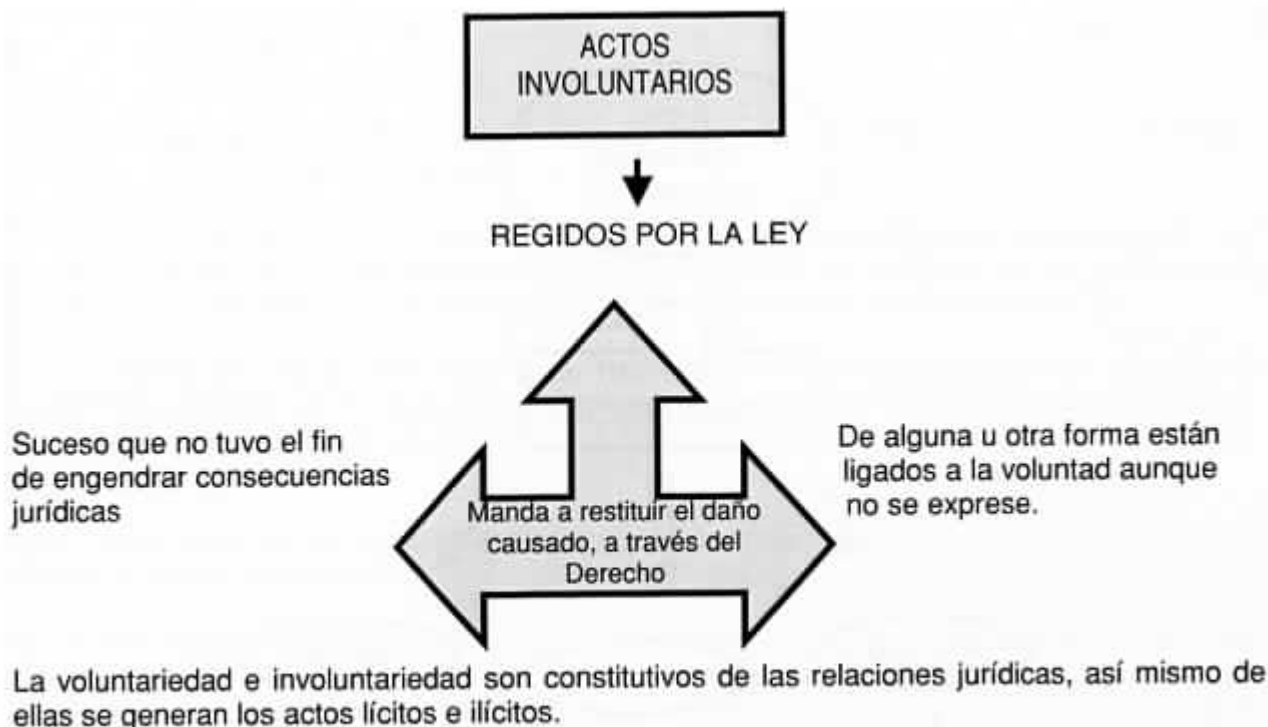 ACTOS
INVOLUNTARIOS
REGIDOS POR LA LEY
Suceso que no tuvo el fin
de engendrar consecuencias
jurídicas
De alguna u otra forma están
ligados a la voluntad aunque
no se exprese.
Manda a restituir el daño
causado, a través del
Derecho
La voluntariedad e involuntariedad son constitutivos de las relaciones jurídicas, así mismo de
ellas se generan los actos lícitos e ilícitos.